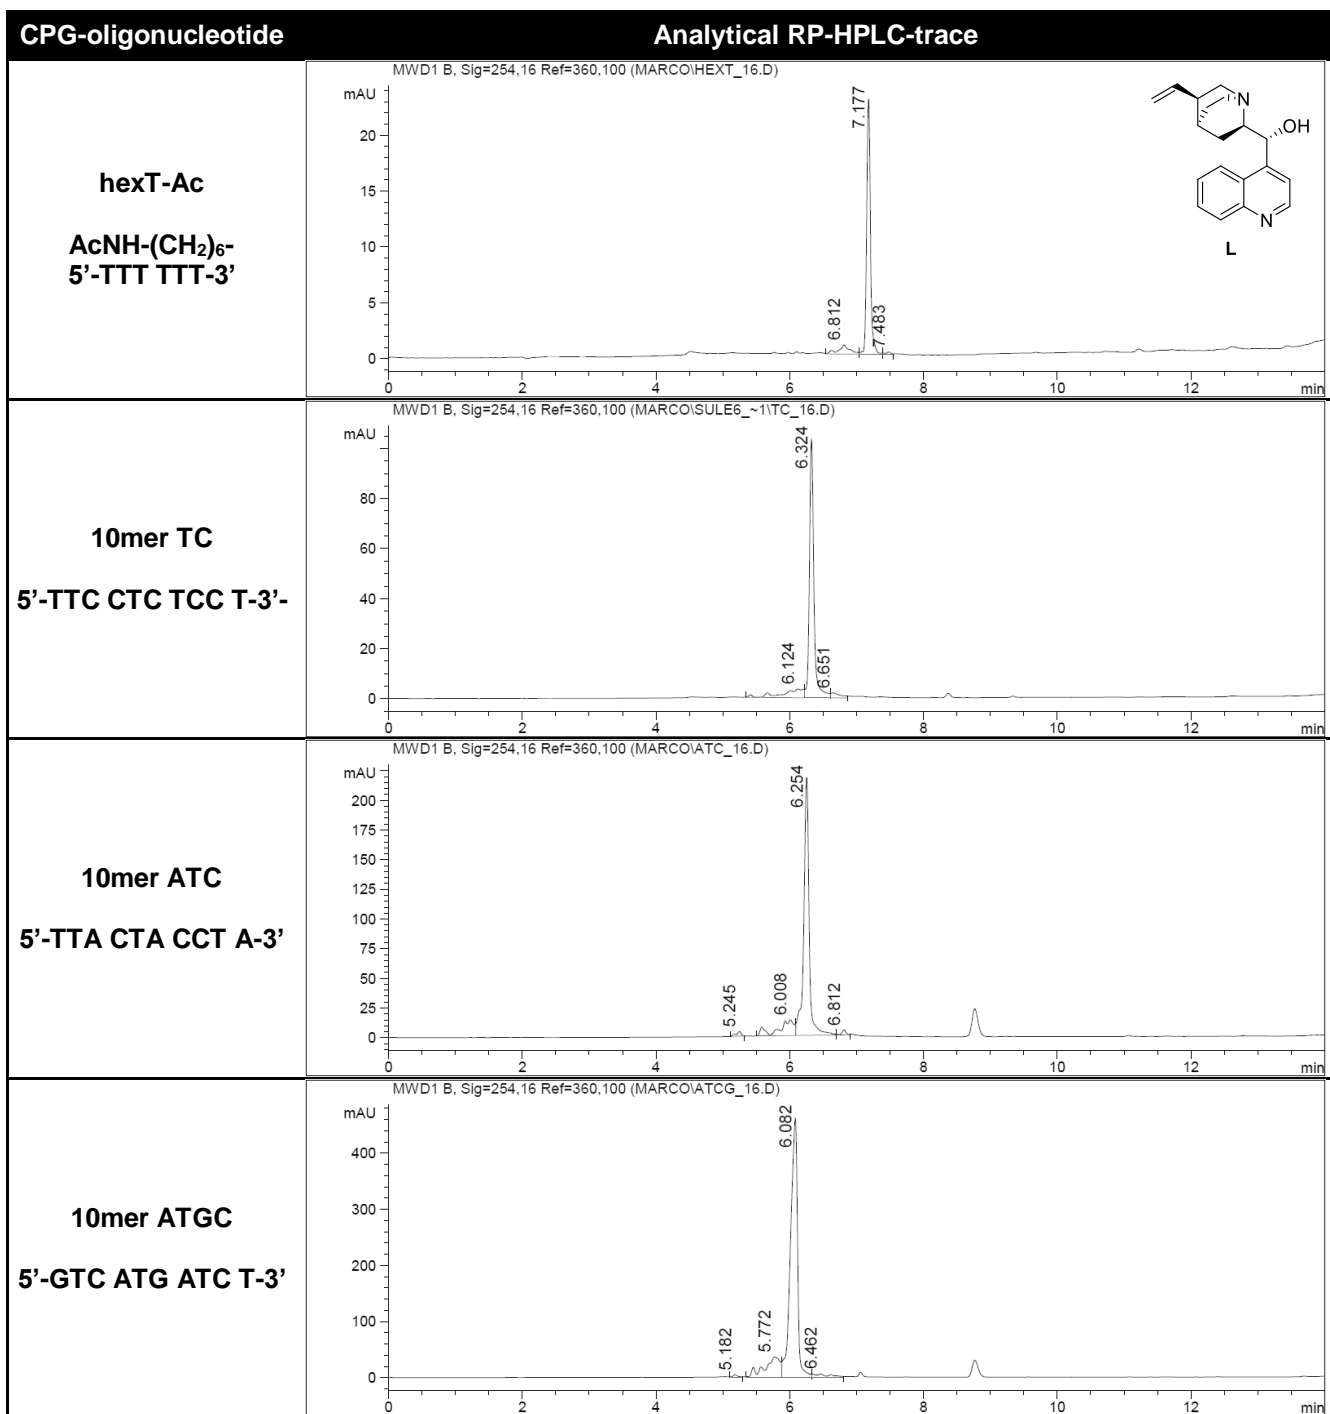 CPG-oligonucleotide Analytical RP-HPLC-trace
hexT-Ac
AcNH-(CH₂)₆-
5’-TTT TTT-3’
MWD1 B, Sig=254,16 Ref=360,100 (MARCO\HEXT_16.D)
mAU
20
15
10
5
0
6.812
7.177
7.483
0 2 4 6 8 10 12 min
N
OH
N
L
10mer TC
5’-TTC CTC TCC T-3’-
MWD1 B, Sig=254,16 Ref=360,100 (MARCO\SULE6_~1\TC_16.D)
mAU
80
60
40
20
0
6.124
6.324
6.651
0 2 4 6 8 10 12 min
10mer ATC
5’-TTA CTA CCT A-3’
MWD1 B, Sig=254,16 Ref=360,100 (MARCO\ATC_16.D)
mAU
200
175
150
125
100
75
50
25
0
5.245
6.008
6.254
6.812
0 2 4 6 8 10 12 min
10mer ATGC
5’-GTC ATG ATC T-3’
MWD1 B, Sig=254,16 Ref=360,100 (MARCO\ATCG_16.D)
mAU
400
300
200
100
0
5.182
5.772
6.082
6.462
0 2 4 6 8 10 12 min